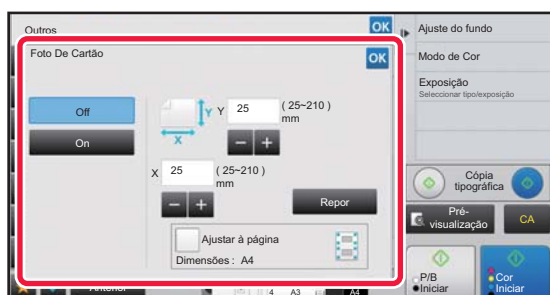 Outros
OK
Foto De Cartão
OK
Off
On
Y
X
Y 25 ( 25~210 )
mm
X 25 ( 25~210 )
mm
Repor
Ajustar à página
Dimensões : A4
Anterior
4 A3
A4
Ajuste do fundo
Modo de Cor
Exposição
Seleccionar tipo/exposição
Cópia
tipográfica
Pré-
visualização
CA
P/B
Iniciar
Cor
Iniciar